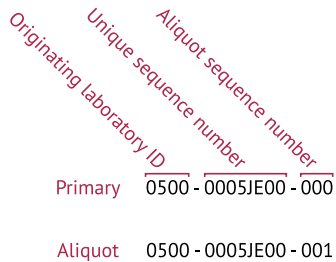 Originating laboratory ID
Unique sequence number
Aliquot sequence number
Primary 0500 - 0005JE00 - 000
Aliquot 0500 - 0005JE00 - 001